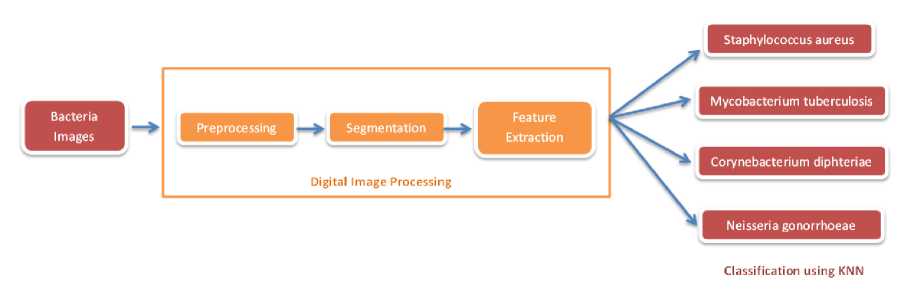 Bacteria
Images
Preprocessing
Segmentation
Feature
Extraction
Digital Image Processing
Staphylococcus aureus
Mycobacterium tuberculosis
Corynebacterium diphteriae
Neisseria gonorrhoeae
Classification using KNN